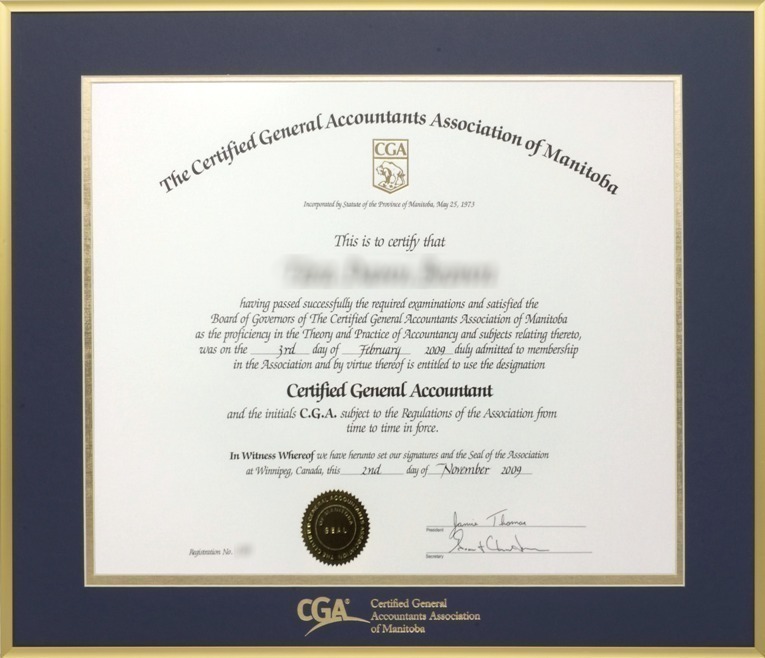 The Certified General Accountants Association of Manitoba
CGA
Incorporated by Statute of the Province of Manitoba, May 25, 1973
This is to certify that
having passed successfully the required examinations and satisfied the
Board of Governors of The Certified General Accountants Association of Manitoba
as the proficiency in the Theory and Practice of Accountancy and subjects relating thereto,
was on the 3rd day of February 2009 duly admitted to membership
in the Association and by virtue thereof is entitled to use the designation
Certified General Accountant
and the initials C.G.A. subject to the Regulations of the Association from
time to time in force.
In Witness Whereof we have herunto set our signatures and the Seal of the Association
at Winnipeg, Canada, this 2nd day of November 2009
SEAL
James Thomas
President
Secretary
Registration No.
CGA
Certified General
Accountants Association
of Manitoba